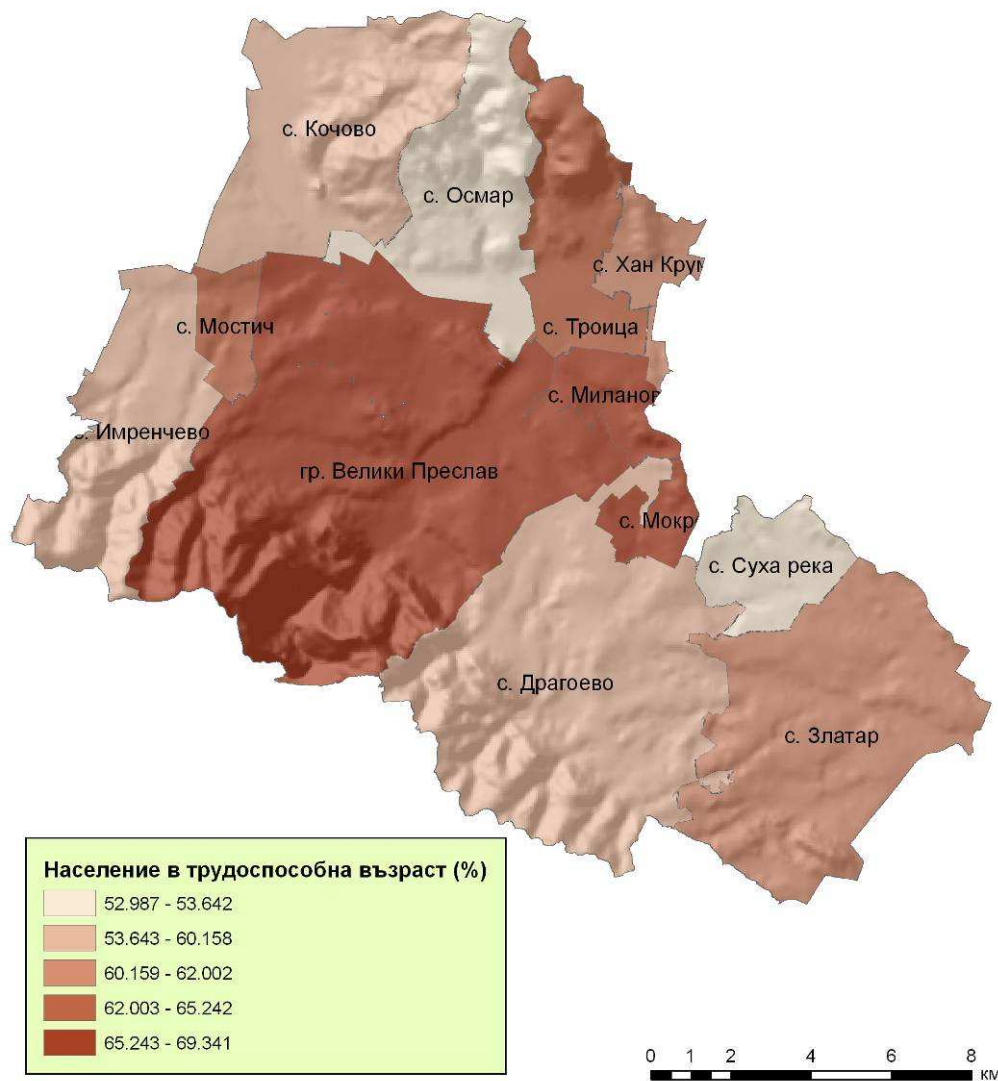 с. Кочово
с. Осмар
с. Хан Крум
с. Мостич
с. Троица
с. Миланов
с. Имренчево
гр. Велики Преслав
с. Мокр
с. Суха река
с. Драгоево
с. Златар
Население в трудоспособна възраст (%)
52.987 - 53.642
53.643 - 60.158
60.159 - 62.002
62.003 - 65.242
65.243 - 69.341
0 1 2 4 6 8
км